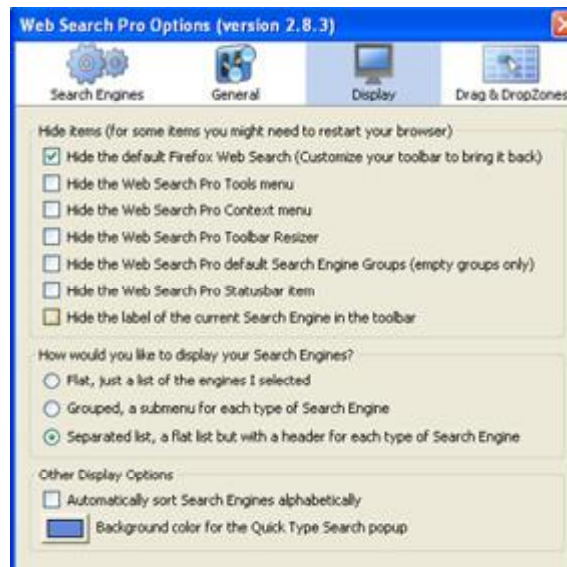 Web Search Pro Options (version 2.8.3)
Search Engines General Display Drag & DropZones
Hide items (for some items you might need to restart your browser)
Hide the default Firefox Web Search (Customize your toolbar to bring it back)
Hide the Web Search Pro Tools menu
Hide the Web Search Pro Context menu
Hide the Web Search Pro Toolbar Resizer
Hide the Web Search Pro default Search Engine Groups (empty groups only)
Hide the Web Search Pro Statusbar item
Hide the label of the current Search Engine in the toolbar
How would you like to display your Search Engines?
Flat, just a list of the engines I selected
Grouped, a submenu for each type of Search Engine
Separated list, a flat list but with a header for each type of Search Engine
Other Display Options
Automatically sort Search Engines alphabetically
Background color for the Quick Type Search popup